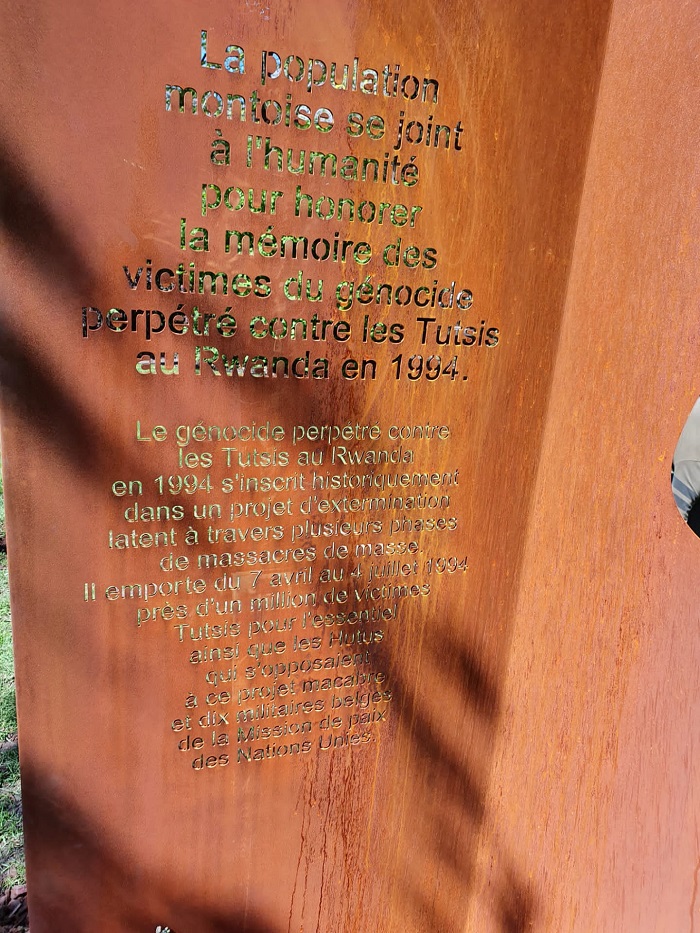 La population
montoise se joint
à l'humanité
pour honorer
la mémoire des
victimes du génocide
perpétré contre les Tutsis
au Rwanda en 1994.
Le génocide perpétré contre
les Tutsis au Rwanda
en 1994 s'inscrit historiquement
dans un projet d'extermination
latent à travers plusieurs phases
de massacres de masse.
Il emporte du 7 avril au 4 juillet 1994
près d'un million de victimes
Tutsis pour l'essentiel
ainsi que les Hutus
qui s'opposaient
à ce projet macabre
et dix militaires belges
de la Mission de paix
des Nations Unies.